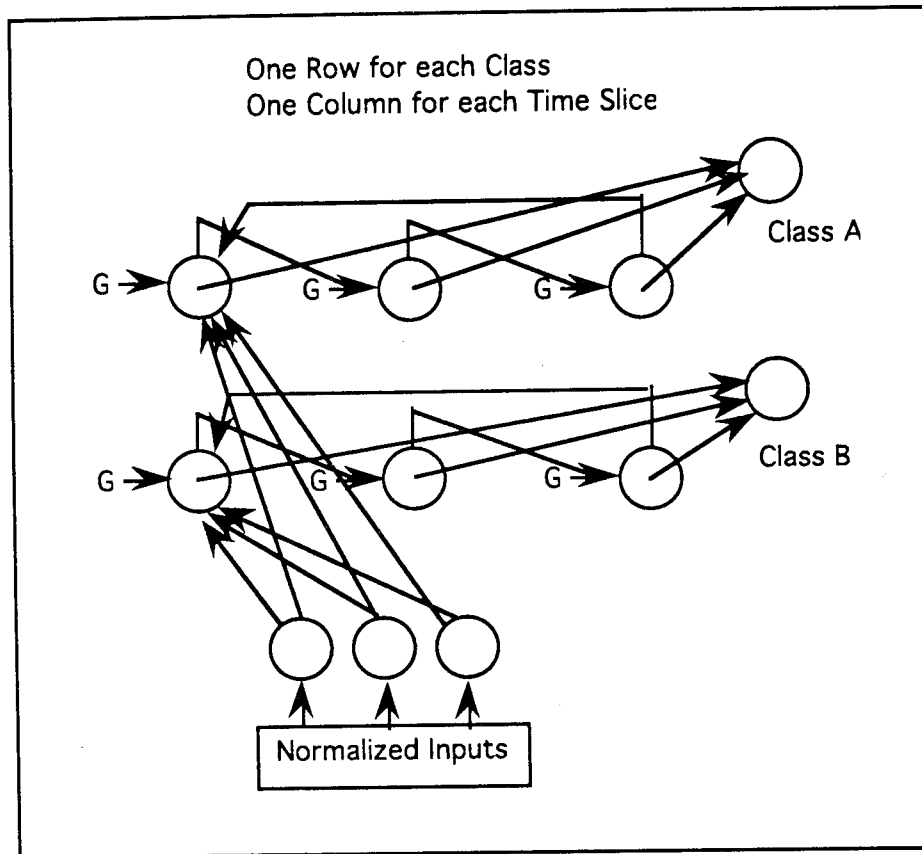 One Row for each Class
One Column for each Time Slice
Class A
G
G
G
Class B
G
G
G
Normalized Inputs